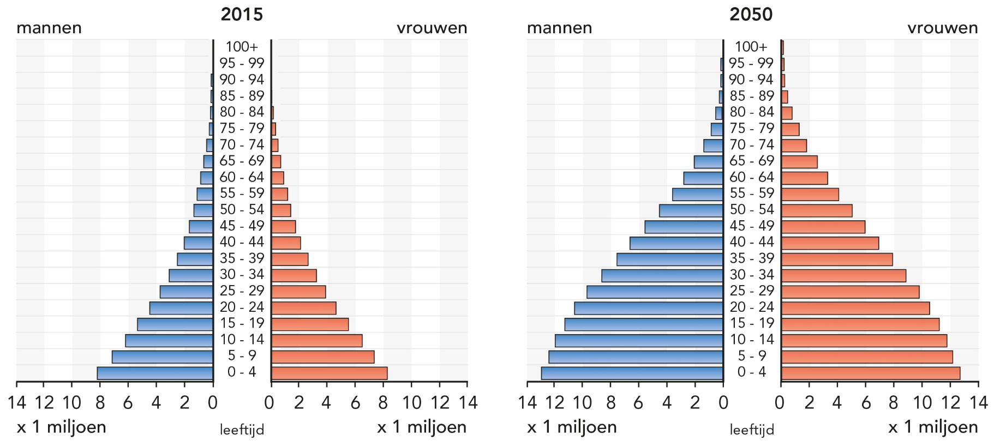 2015
mannen
vrouwen
100+
95 - 99
90 - 94
85 - 89
80 - 84
75 - 79
70 - 74
65 - 69
60 - 64
55 - 59
50 - 54
45 - 49
40 - 44
35 - 39
30 - 34
25 - 29
20 - 24
15 - 19
10 - 14
5 - 9
0 - 4
14 12 10 8 6 4 2 0
0 2 4 6 8 10 12 14
x 1 miljoen
leeftijd
x 1 miljoen
2050
mannen
vrouwen
100+
95 - 99
90 - 94
85 - 89
80 - 84
75 - 79
70 - 74
65 - 69
60 - 64
55 - 59
50 - 54
45 - 49
40 - 44
35 - 39
30 - 34
25 - 29
20 - 24
15 - 19
10 - 14
5 - 9
0 - 4
14 12 10 8 6 4 2 0
0 2 4 6 8 10 12 14
x 1 miljoen
leeftijd
x 1 miljoen